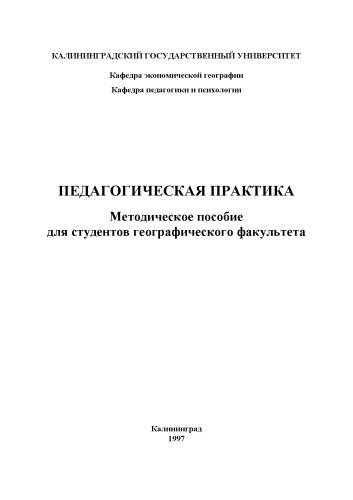 КАЛИНИНГРАДСКИЙ ГОСУДАРСТВЕННЫЙ УНИВЕРСИТЕТ
Кафедра экономической географии
Кафедра педагогики и психологии
ПЕДАГОГИЧЕСКАЯ ПРАКТИКА
Методическое пособие
для студентов географического факультета
Калининград
1997